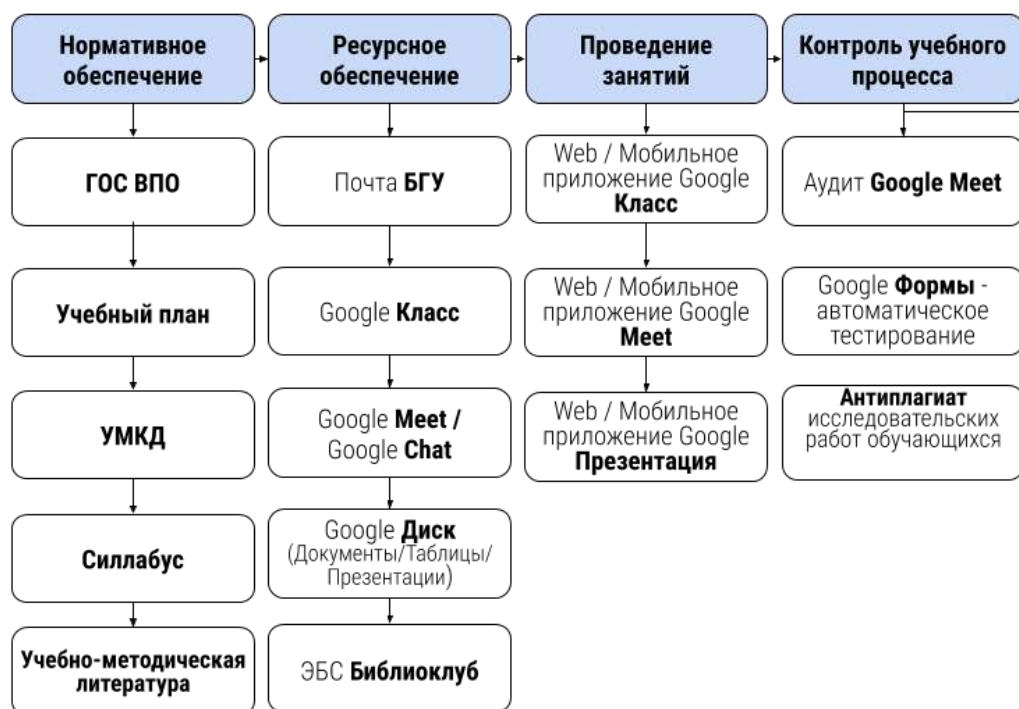 Нормативное
обеспечение
Ресурсное
обеспечение
Проведение
занятий
Контроль учебного
процесса
ГОС ВПО
Учебный план
УМКД
Силлабус
Учебно-методическая
литература
Почта БГУ
Google Класс
Google Meet /
Google Chat
Google Диск
(Документы/Таблицы/
Презентации)
ЭБС Библиоклуб
Web / Мобильное
приложение Google
Класс
Web / Мобильное
приложение Google
Meet
Web / Мобильное
приложение Google
Презентация
Аудит Google Meet
Google Формы -
автоматическое
тестирование
Антиплагиат
исследовательских
работ обучающихся